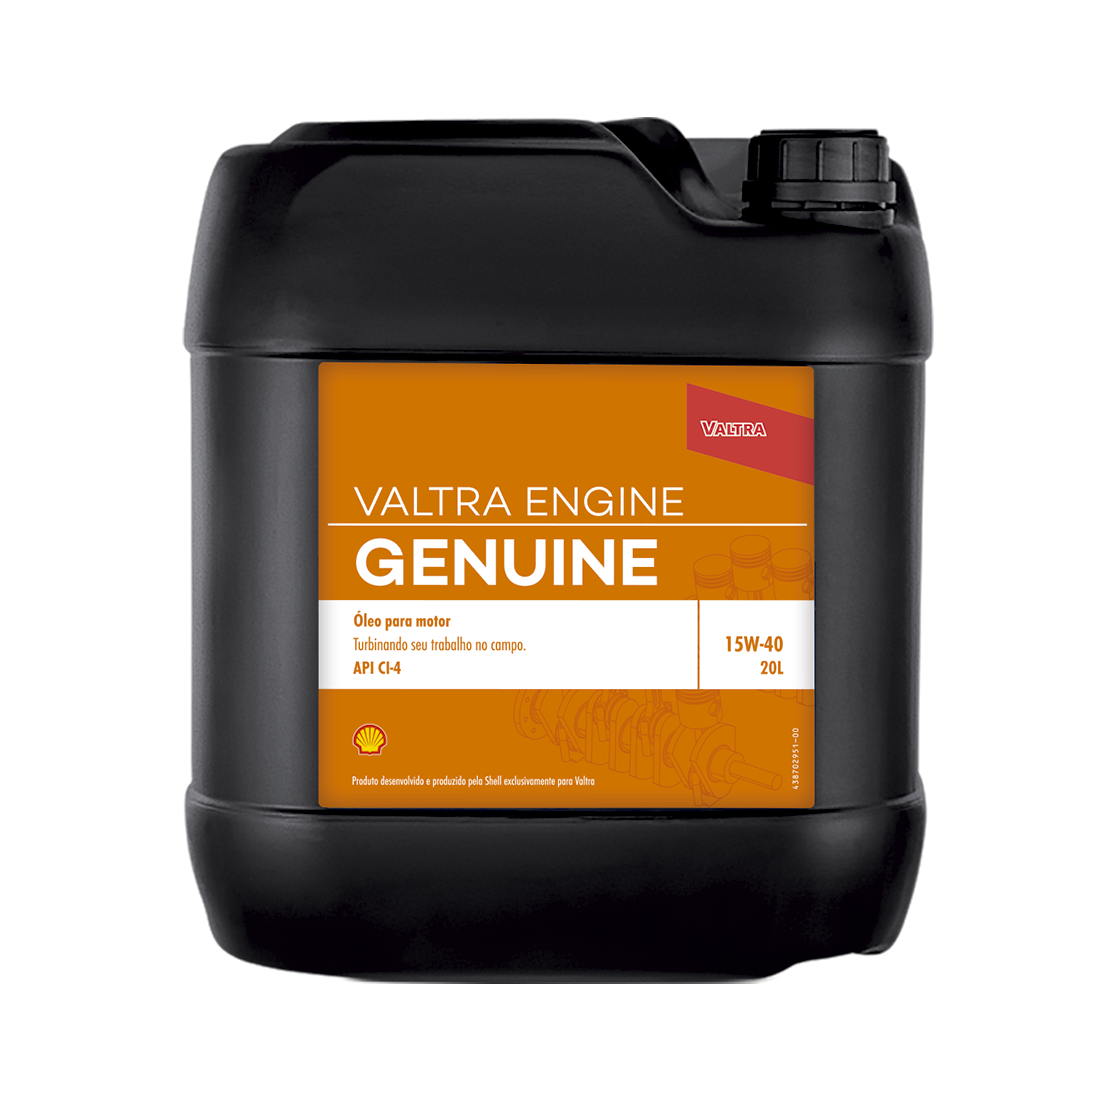 VALTRA
VALTRA ENGINE
GENUINE
Óleo para motor
Turbinando seu trabalho no campo.
API CI-4
15W-40
20L
Produto desenvolvido e produzido pela Shell exclusivamente para Valtra
438702951-00